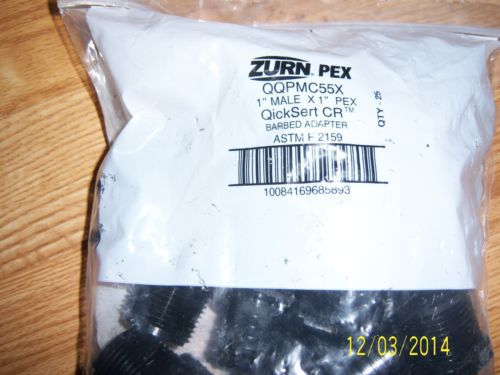 ZURN PEX
QQPMC55X
1" MALE X 1" PEX
QickSert CR™
BARBED ADAPTER
ASTM F 2159
10084169685893
QTY - 25
12/03/2014